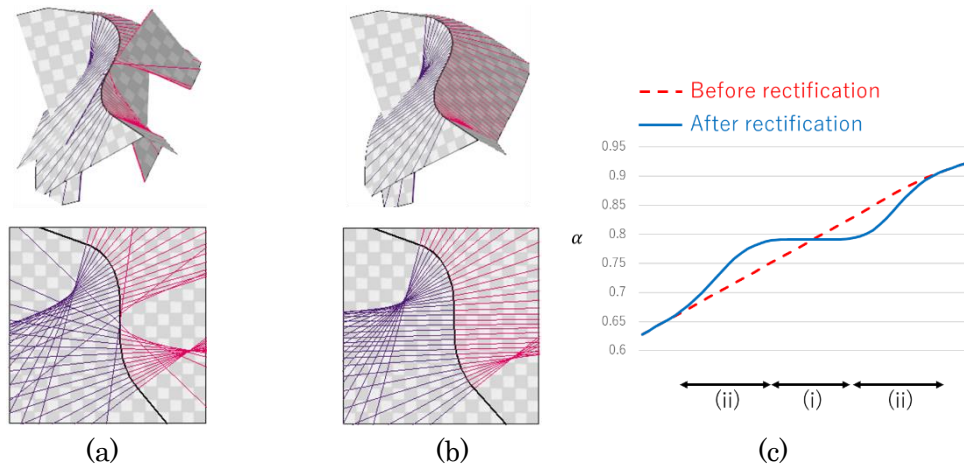 Before rectification
After rectification
0.95
0.9
0.85
0.8
α
0.75
0.7
0.65
0.6
(ii) (i) (ii)
(a) (b) (c)